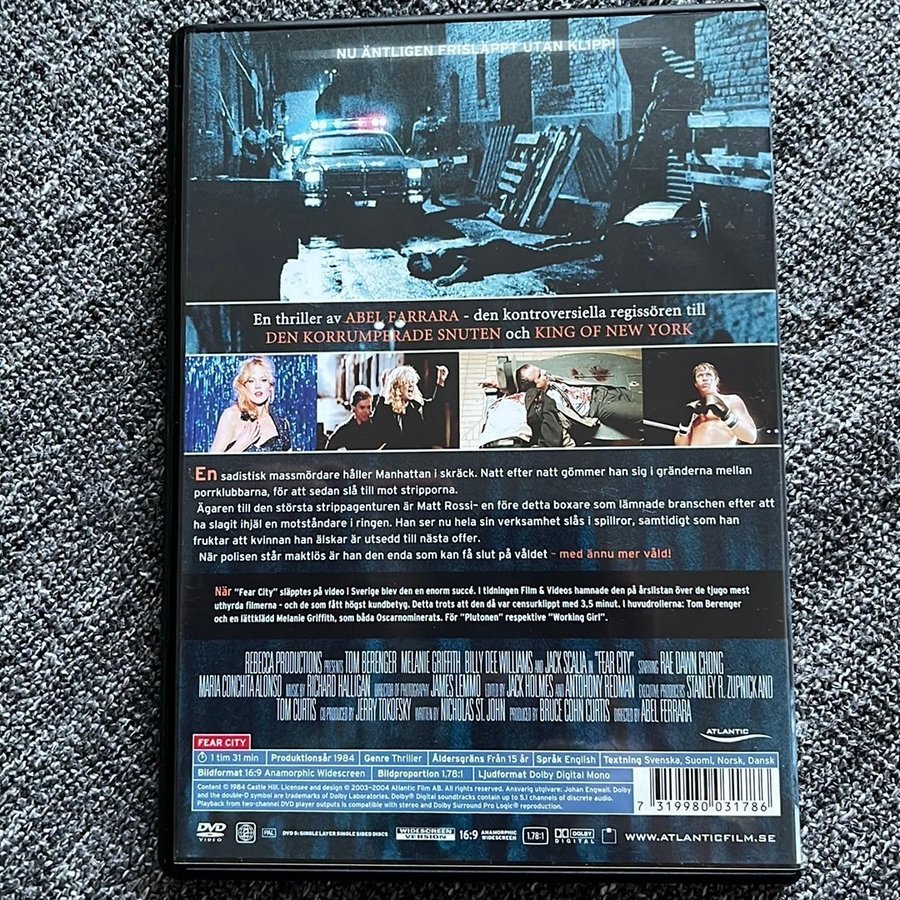 NU ÄNTLIGEN FRISLÄPPT UTAN KLIPP!
En thriller av ABEL FARRARA - den kontroversiella regissören till
DEN KORRUMPERADE SNUTEN och KING OF NEW YORK
En sadistisk massmördare håller Manhattan i skräck. Natt efter natt gömmer han sig i gränderna mellan
porrklubbarna, för att sedan slå till mot stripporna.
Ägaren till den största strippagenturen är Matt Rossi- en före detta boxare som lämnade branschen efter att
ha slagit ihjäl en motståndare i ringen. Han ser nu hela sin verksamhet slås i spillror, samtidigt som han
fruktar att kvinnan han älskar är utsedd till nästa offer.
När polisen står maktlös är han den enda som kan få slut på våldet - med ännu mer våld!
När "Fear City" släpptes på video i Sverige blev den en enorm succé. I tidningen Film & Videos hamnade den på årslistan över de tjugo mest
uthyrda filmerna - och de som fått högst kundbetyg. Detta trots att den då var censurklippt med 3,5 minut. I huvudrollerna: Tom Berenger
och en lättklädd Melanie Griffith, som båda Oscarnominerats. För "Plutonen" respektive "Working Girl".
REBECCA PRODUCTIONS PRESENTS TOM BERENGER MELANIE GRIFFITH BILLY DEE WILLIAMS AND JACK SCALIA IN "FEAR CITY" STARRING RAE DAWN CHONG
MARIA CONCHITA ALONSO MUSIC BY RICHARD HALLIGAN DIRECTOR OF PHOTOGRAPHY JAMES LEMMO EDITED BY JACK HOLMES AND ANTOHONY REDMAN EXECUTIVE PRODUCTERS STANLEY R. ZUPNICK AND
TOM CURTIS CO PRODUCED BY JERRY TOKOFSKY WRITTEN BY NICHOLAS ST. JOHN PRODUCED BY BRUCE COHN CURTIS DIRECTED BY ABEL FERRARA
ATLANTIC
FEAR CITY
1 tim 31 min Produktionsår 1984 Genre Thriller Åldersgräns Från 15 år Språk English Textning Svenska, Suomi, Norsk, Dansk
Bildformat 16:9 Anamorphic Widescreen Bildproportion 1.78:1 Ljudformat Dolby Digital Mono
Content © 1984 Castle Hill. Licensee and design © 2003-2004 Atlantic Film AB. All rights reserved. Ansvarig utgivare: Johan Engwall. Dolby
and the double-D symbol are trademarks of Dolby Laboratories. Dolby® Digital soundtracks contain up to 5.1 channels of discrete audio.
Playback from two-channel DVD player outputs is compatible with stereo and Dolby Surround Pro Logic® reproduction.
7 319980 031786
DVD VIDEO PAL DVD 5: SINGLE LAYER SINGLE SIDED DISCS WIDESCREEN VERSION 16:9 ANAMORPHIC WIDESCREEN 1.78:1 DOLBY DIGITAL WWW.ATLANTICFILM.SE